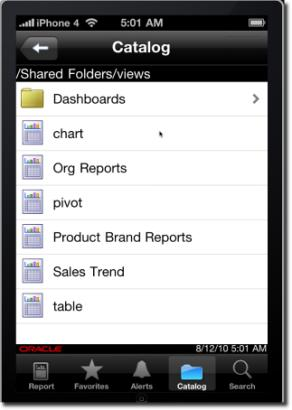 iPhone 4 5:01 AM
Catalog
/Shared Folders/views
Dashboards
chart
Org Reports
pivot
Product Brand Reports
Sales Trend
table
ORACLE 8/12/10 5:01 AM
Report Favorites Alerts Catalog Search